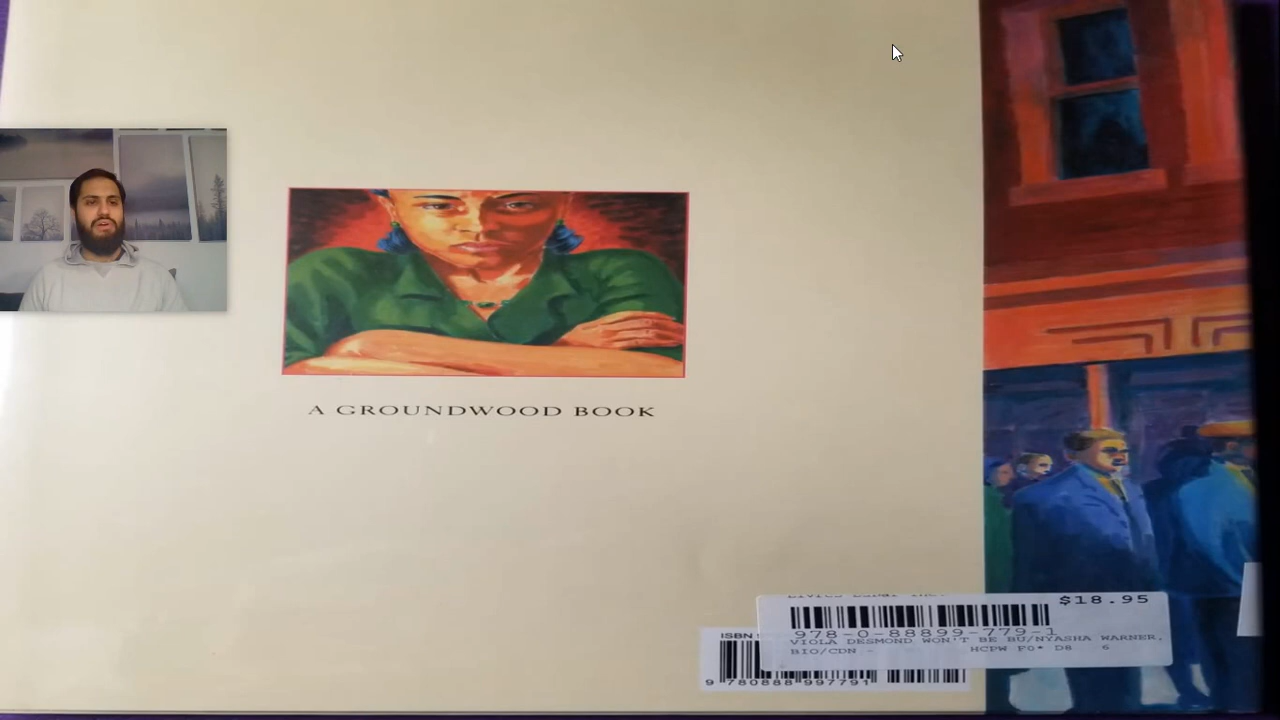 A GROUNDWOOD BOOK
$18.95
978-0-88899-779-1
ISBN
VIOLA DESMOND WON'T BE BU/NYASHA WARNER,
BIO/CDN - HCPW F0* D8 6
9 780888 997791